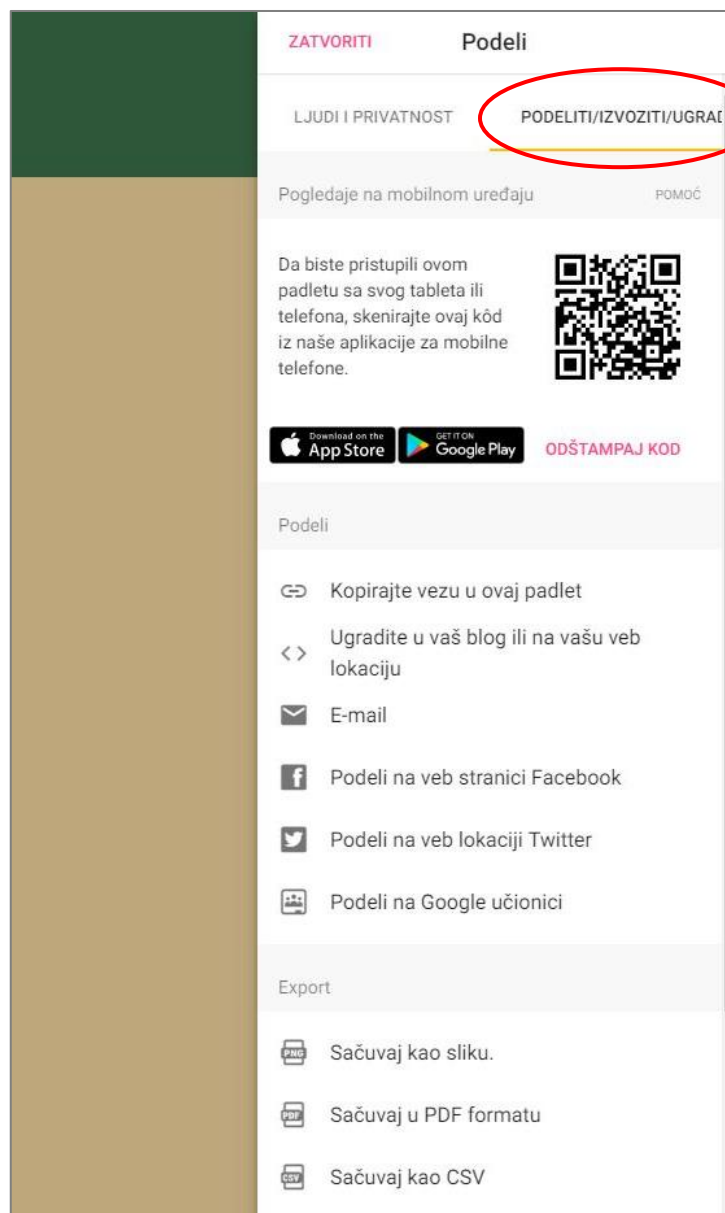 ZATVORITI Podeli
LJUDI I PRIVATNOST PODELITI/IZVOZITI/UGRAD
Pogledaje na mobilnom uređaju POMOĆ
Da biste pristupili ovom
padletu sa svog tableta ili
telefona, skenirajte ovaj kôd
iz naše aplikacije za mobilne
telefone.
Download on the App Store GET IT ON Google Play ODŠTAMPAJ KOD
Podeli
Kopirajte vezu u ovaj padlet
Ugradite u vaš blog ili na vašu veb
lokaciju
E-mail
Podeli na veb stranici Facebook
Podeli na veb lokaciji Twitter
Podeli na Google učionici
Export
PNG Sačuvaj kao sliku.
PDF Sačuvaj u PDF formatu
CSV Sačuvaj kao CSV